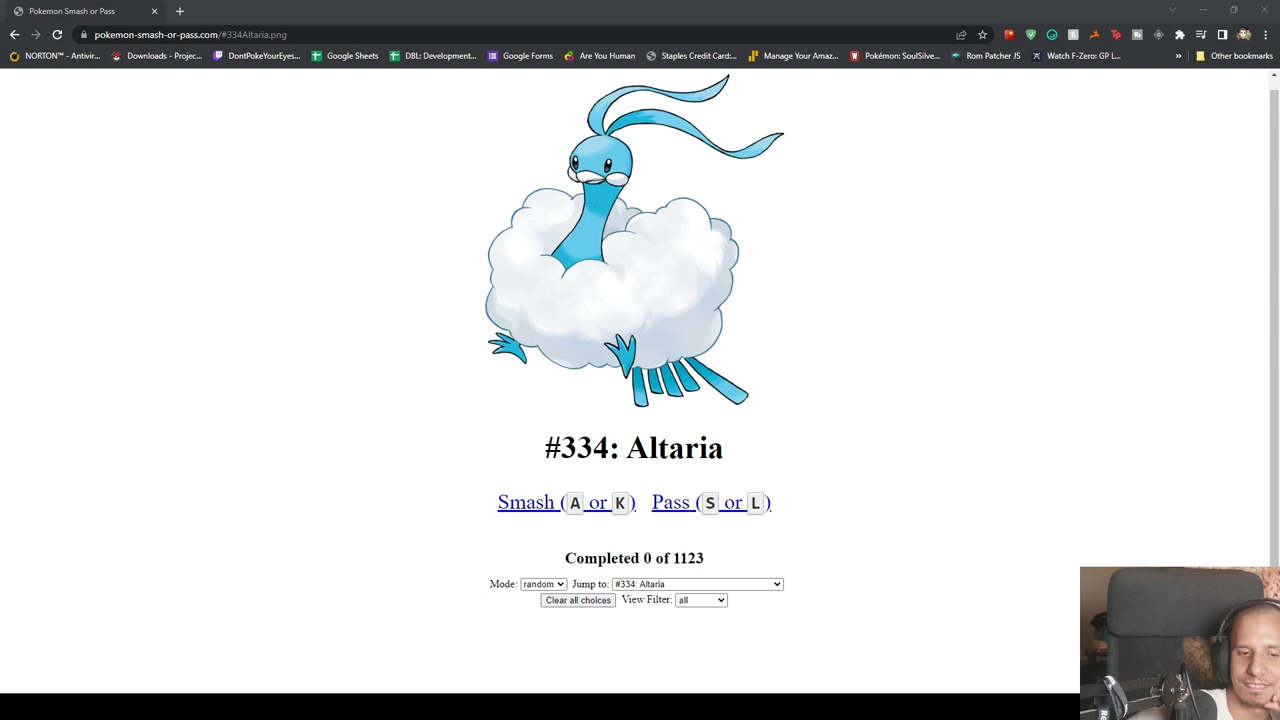 Pokemon Smash or Pass
pokemon-smash-or-pass.com/#334Altaria.png
NORTON™ - Antivir... Downloads - Projec... DontPokeYourEyes... Google Sheets DBL: Development... Google Forms Are You Human Staples Credit Card:... Manage Your Amaz... Pokémon: SoulSilve... Rom Patcher JS Watch F-Zero: GP L... » Other bookmarks
#334: Altaria
Smash (A or K) Pass (S or L)
Completed 0 of 1123
Mode: random Jump to: #334: Altaria
Clear all choices View Filter: all